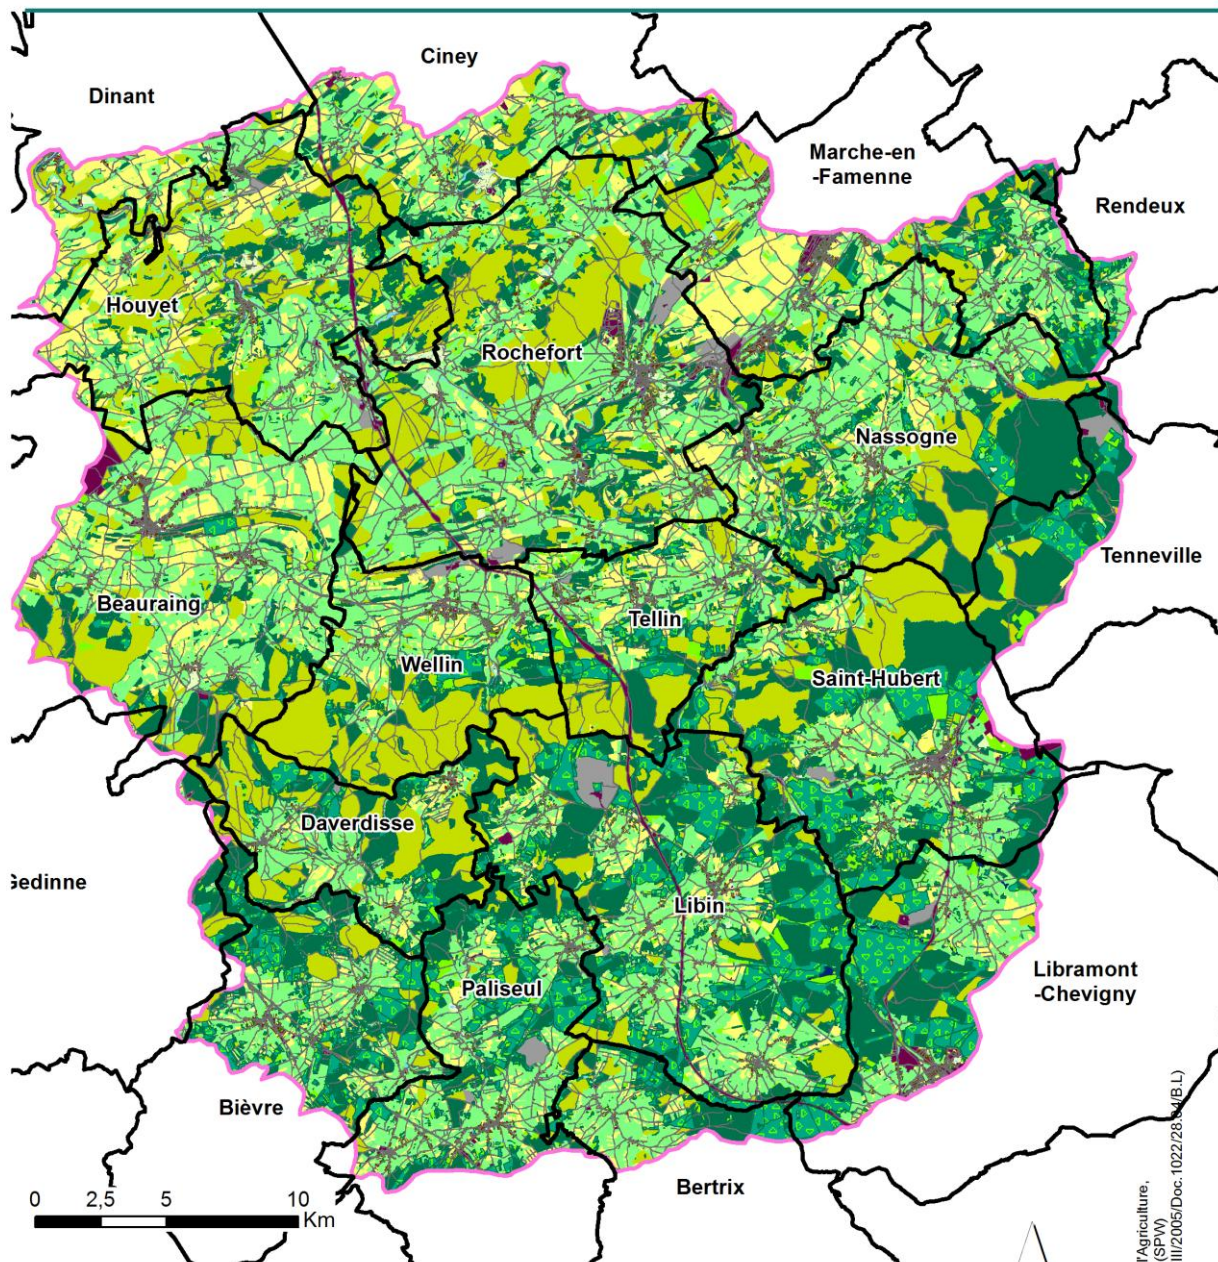 Ciney
Dinant
Marche-en
-Famenne
Rendeux
Houyet
Rochefort
Nassogne
Tenneville
Beauraing
Tellin
Wellin
Saint-Hubert
Daverdisse
Gedinne
Libin
Libramont
-Chevigny
Paliseul
Bièvre
Bertrix
0 2,5 5 10
Km
l'Agriculture,
(SPW)